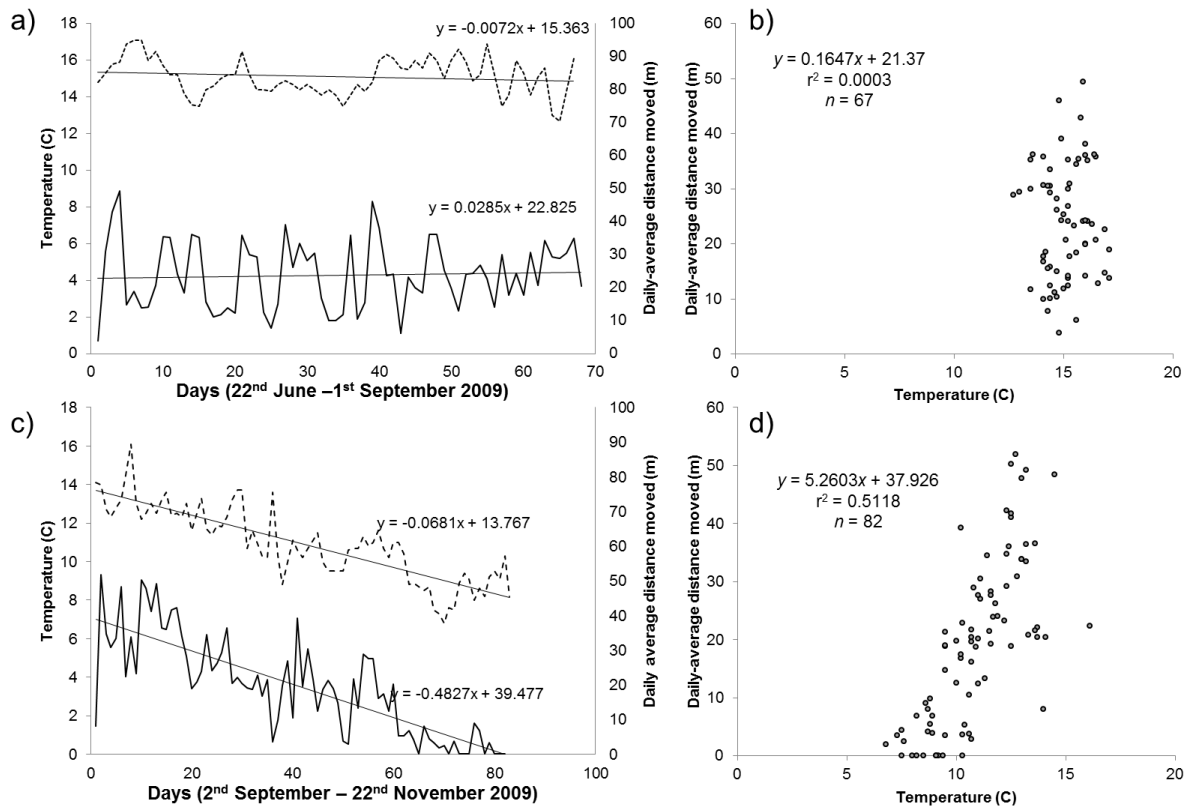 a)
y = -0.0072x + 15.363
y = 0.0285x + 22.825
Temperature (C)
18
16
14
12
10
8
6
4
2
0
Daily-average distance moved (m)
100
90
80
70
60
50
40
30
20
10
0
0 10 20 30 40 50 60 70
Days (22nd June –1st September 2009)
b)
y = 0.1647x + 21.37
r2 = 0.0003
n = 67
Daily-average distance moved (m)
60
50
40
30
20
10
0
0 5 10 15 20
Temperature (C)
c)
y = -0.0681x + 13.767
y = -0.4827x + 39.477
Temperature (C)
18
16
14
12
10
8
6
4
2
0
Daily average distance moved (m)
100
90
80
70
60
50
40
30
20
10
0
0 20 40 60 80 100
Days (2nd September – 22nd November 2009)
d)
y = 5.2603x + 37.926
r2 = 0.5118
n = 82
Daily-average distance moved (m)
60
50
40
30
20
10
0
0 5 10 15 20
Temperature (C)